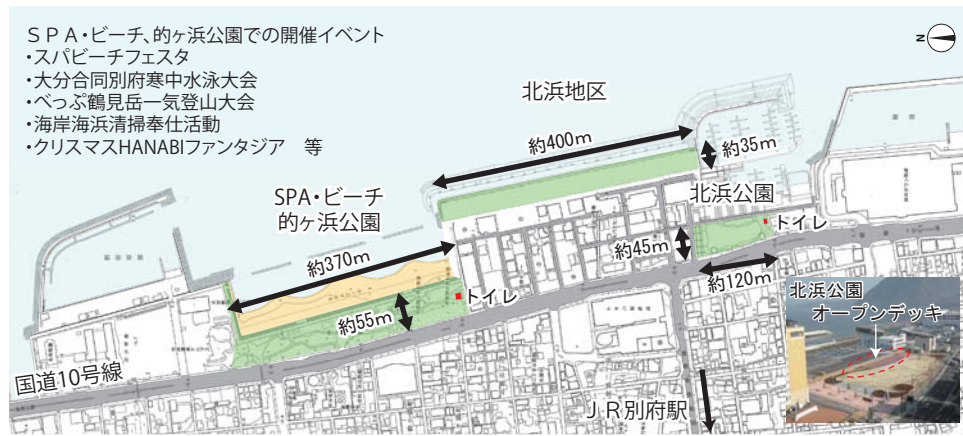 ＳＰＡ・ビーチ、的ヶ浜公園での開催イベント
・スパビーチフェスタ
・大分合同別府寒中水泳大会
・べっぷ鶴見岳一気登山大会
・海岸海浜清掃奉仕活動
・クリスマスHANABIファンタジア　等
N
北浜地区
約400m
約35m
SPA・ビーチ
的ヶ浜公園
北浜公園
トイレ
約45m
約370m
約120m
トイレ
約55m
北浜公園
オープンデッキ
国道10号線
ＪＲ別府駅